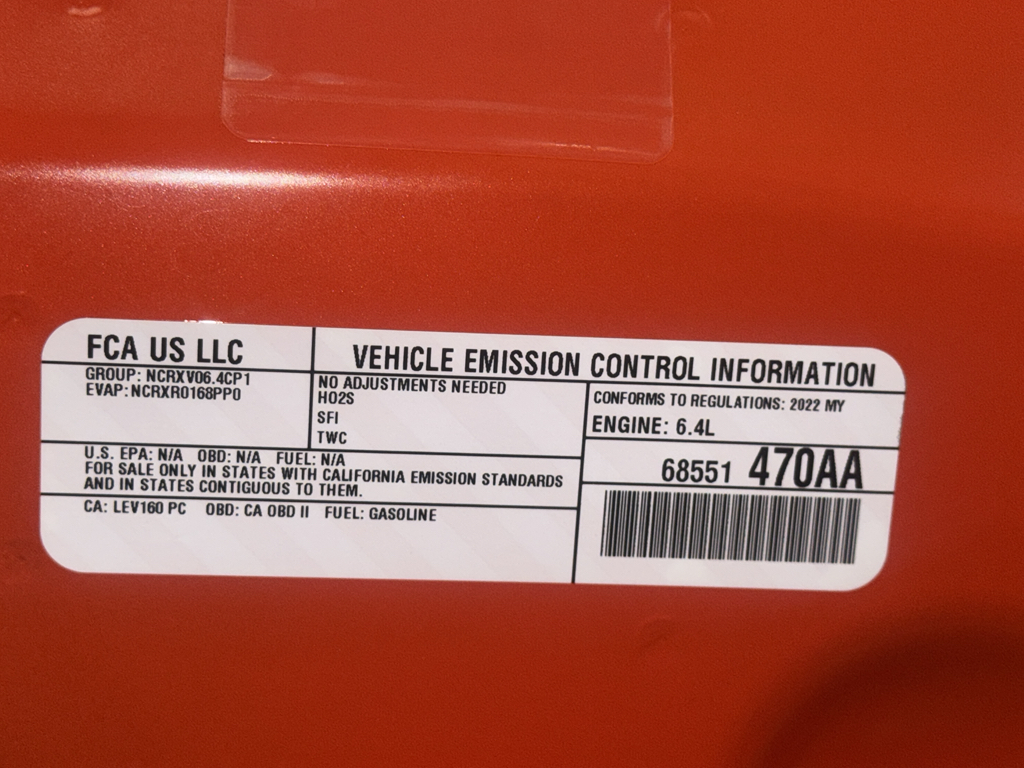 FCA US LLC
VEHICLE EMISSION CONTROL INFORMATION
GROUP: NCRXV06.4CP1
EVAP: NCRXR0168PP0
NO ADJUSTMENTS NEEDED
HO2S
SFI
TWC
CONFORMS TO REGULATIONS: 2022 MY
ENGINE: 6.4L
U.S. EPA: N/A OBD: N/A FUEL: N/A
FOR SALE ONLY IN STATES WITH CALIFORNIA EMISSION STANDARDS
AND IN STATES CONTIGUOUS TO THEM.
68551 470AA
CA: LEV160 PC OBD: CA OBD II FUEL: GASOLINE